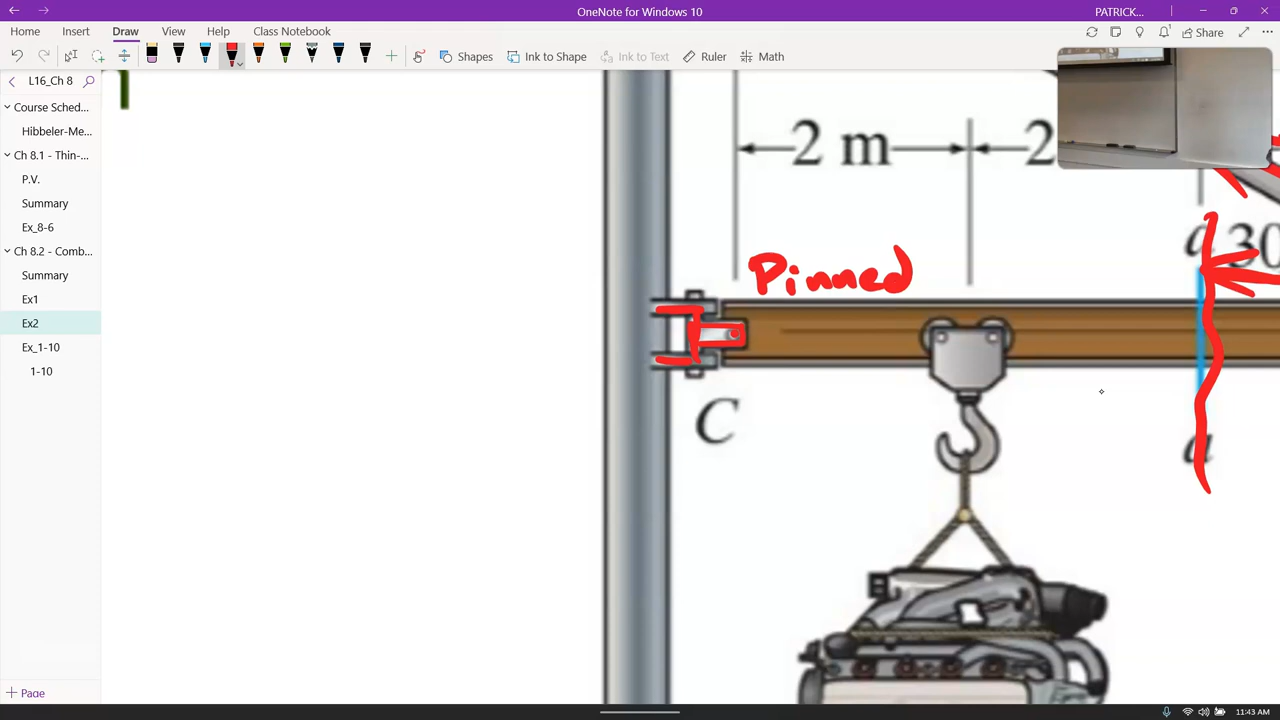 OneNote for Windows 10
PATRICK...
Home
Insert
Draw
View
Help
Class Notebook
Share
Shapes
Ink to Shape
Ink to Text
Ruler
Math
L16_Ch 8
Course Sched...
Hibbeler-Me...
Ch 8.1 - Thin-...
P.V.
Summary
Ex_8-6
Ch 8.2 - Comb...
Summary
Ex1
Ex2
x_1-10
1-10
Page
2 m
2
a
30
Pinned
C
a
11:43 AM